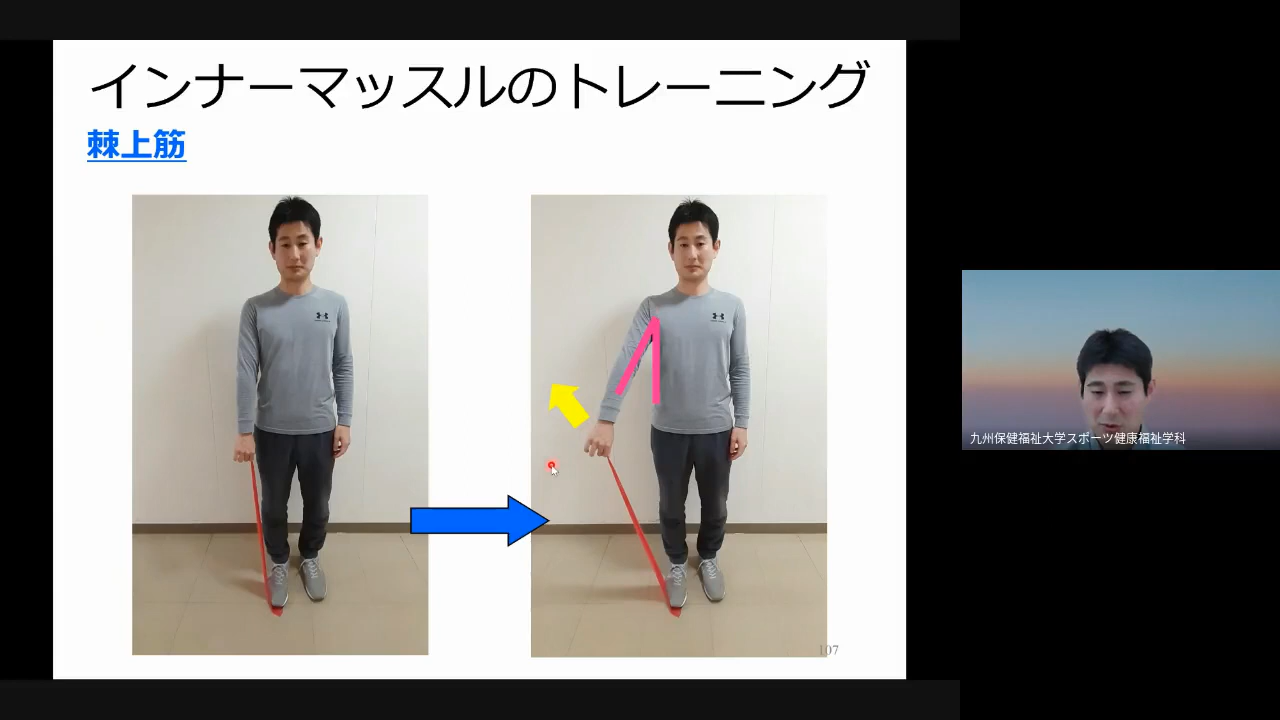 インナーマッスルのトレーニング
棘上筋
107
九州保健福祉大学スポーツ健康福祉学科